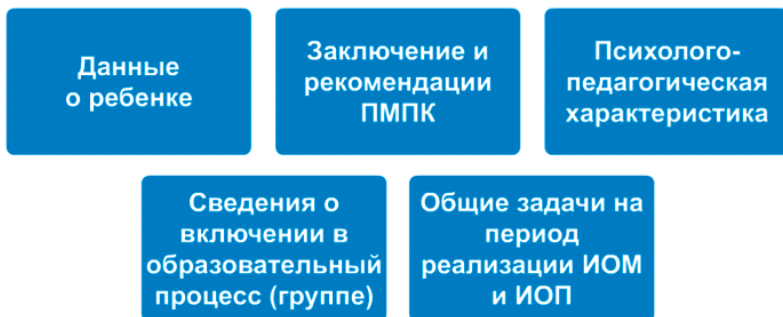 Данные
о ребенке
Заключение и
рекомендации
ПМПК
Психолого-
педагогическая
характеристика
Сведения о
включении в
образовательный
процесс (группе)
Общие задачи на
период
реализации ИОМ
и ИОП